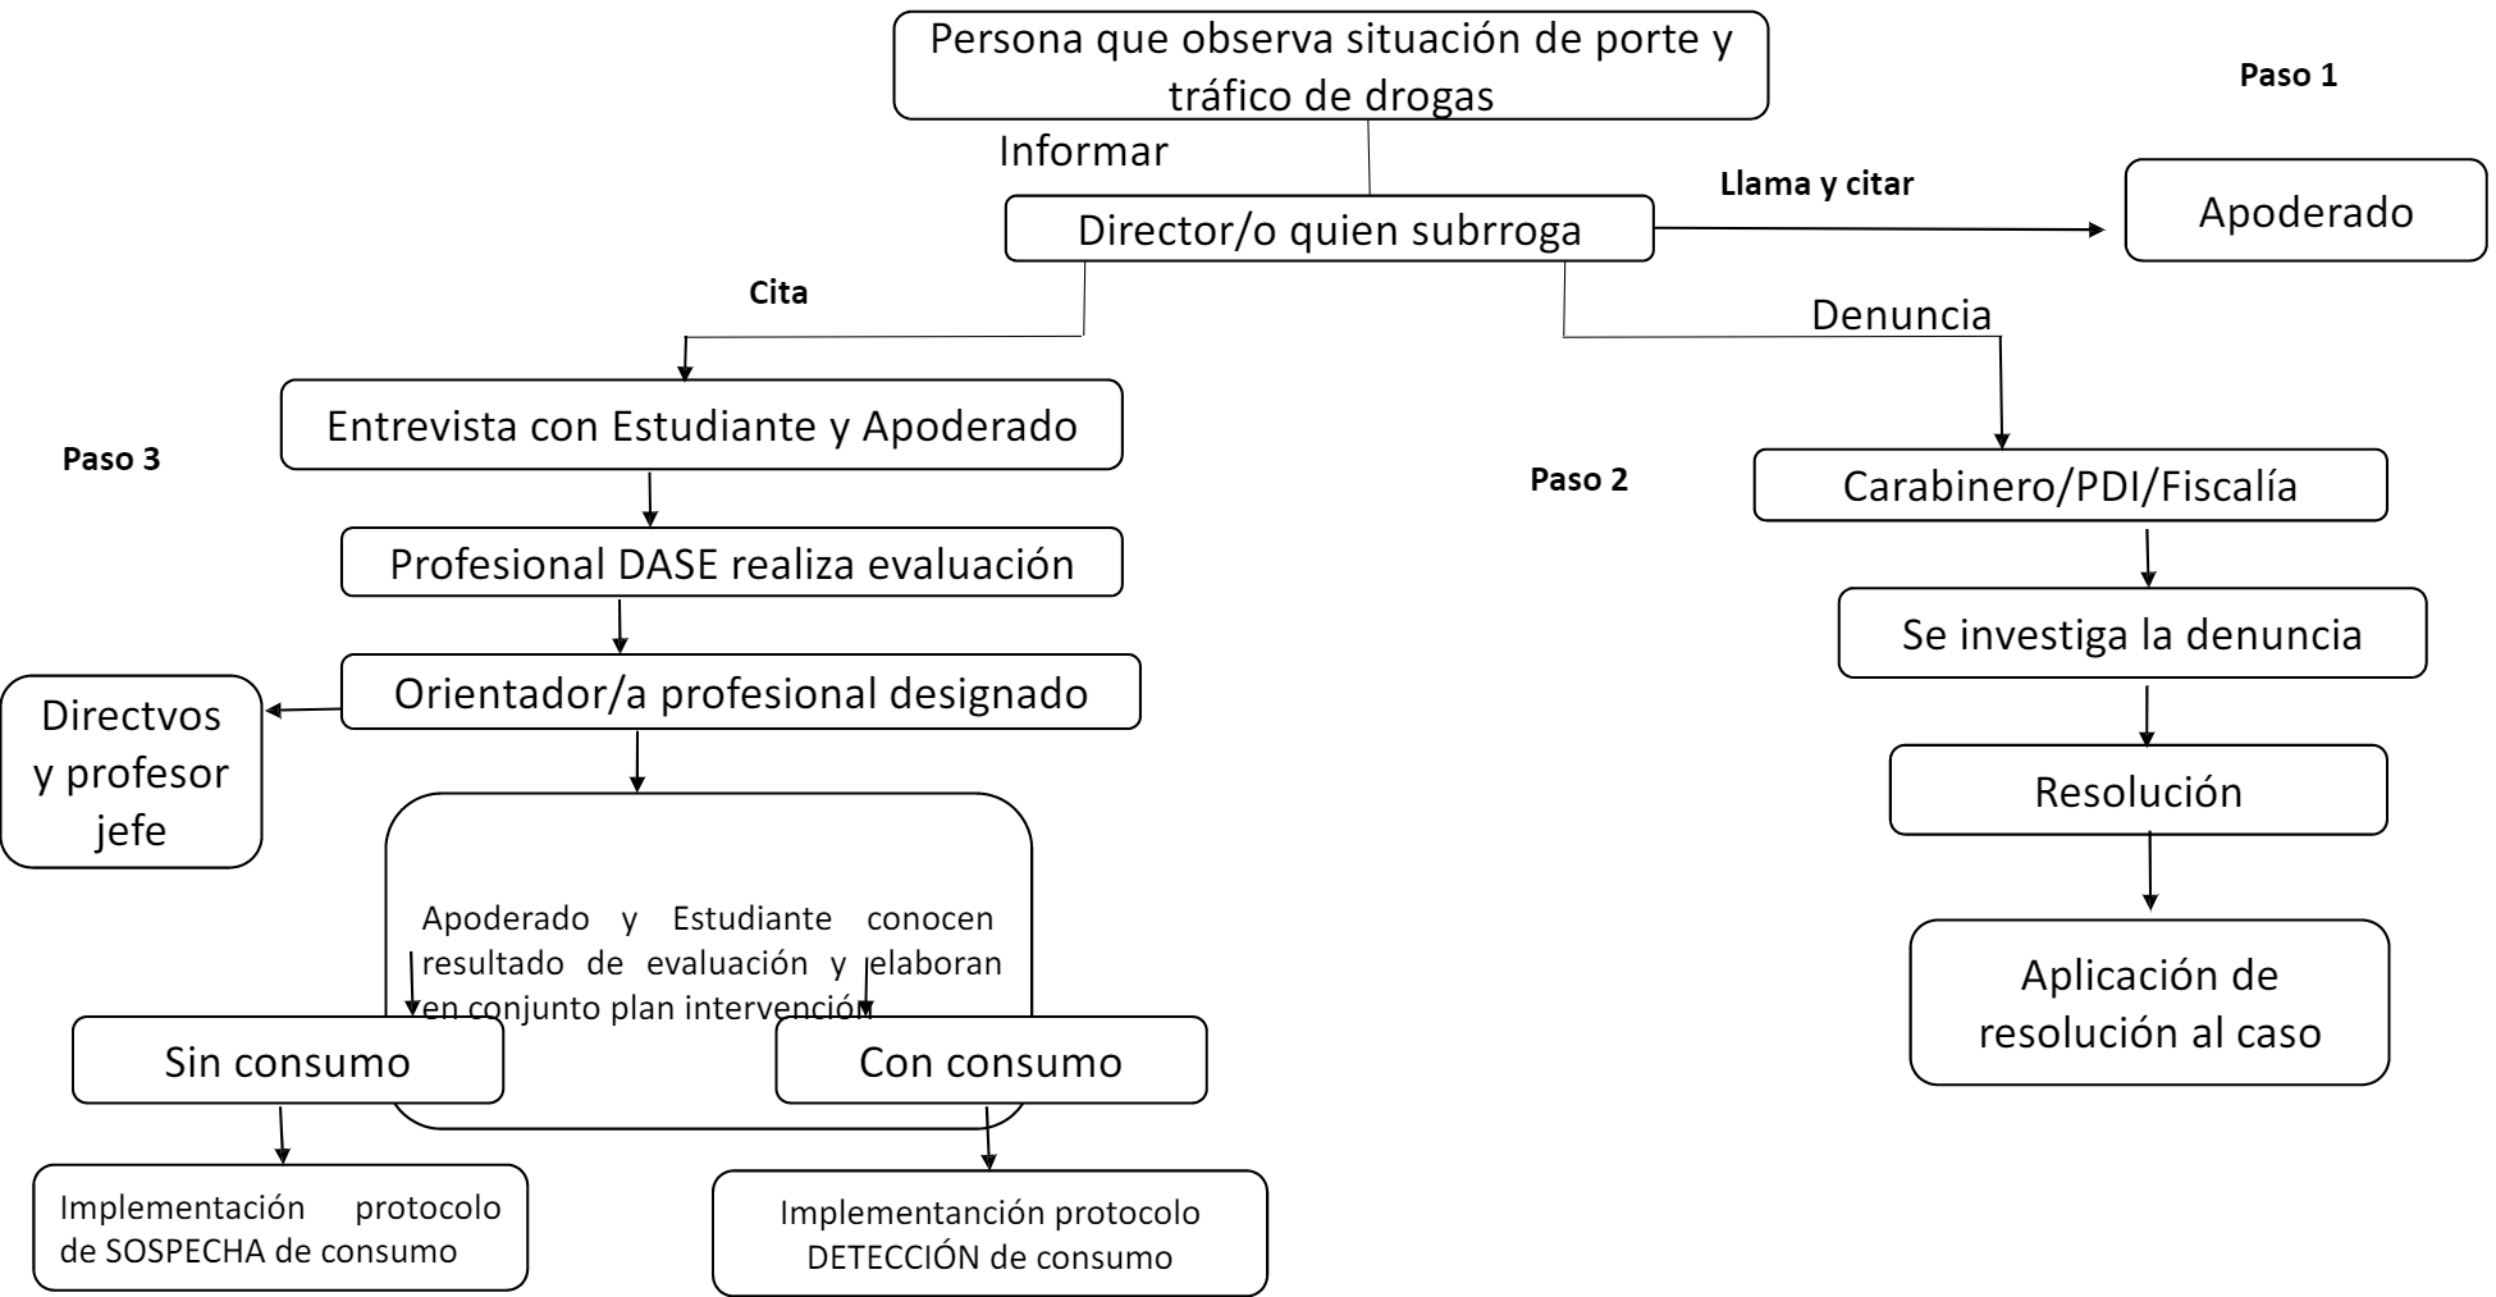 Persona que observa situación de porte y
tráfico de drogas
Paso 1
Informar
Llama y citar
Apoderado
Director/o quien subrroga
Cita
Denuncia
Entrevista con Estudiante y Apoderado
Paso 3
Paso 2
Carabinero/PDI/Fiscalía
Profesional DASE realiza evaluación
Se investiga la denuncia
Orientador/a profesional designado
Directvos
y profesor
jefe
Resolución
Apoderado y Estudiante conocen
resultado de evaluación y elaboran
en conjunto plan intervención
Aplicación de
resolución al caso
Sin consumo
Con consumo
Implementación protocolo
de SOSPECHA de consumo
Implementanción protocolo
DETECCIÓN de consumo